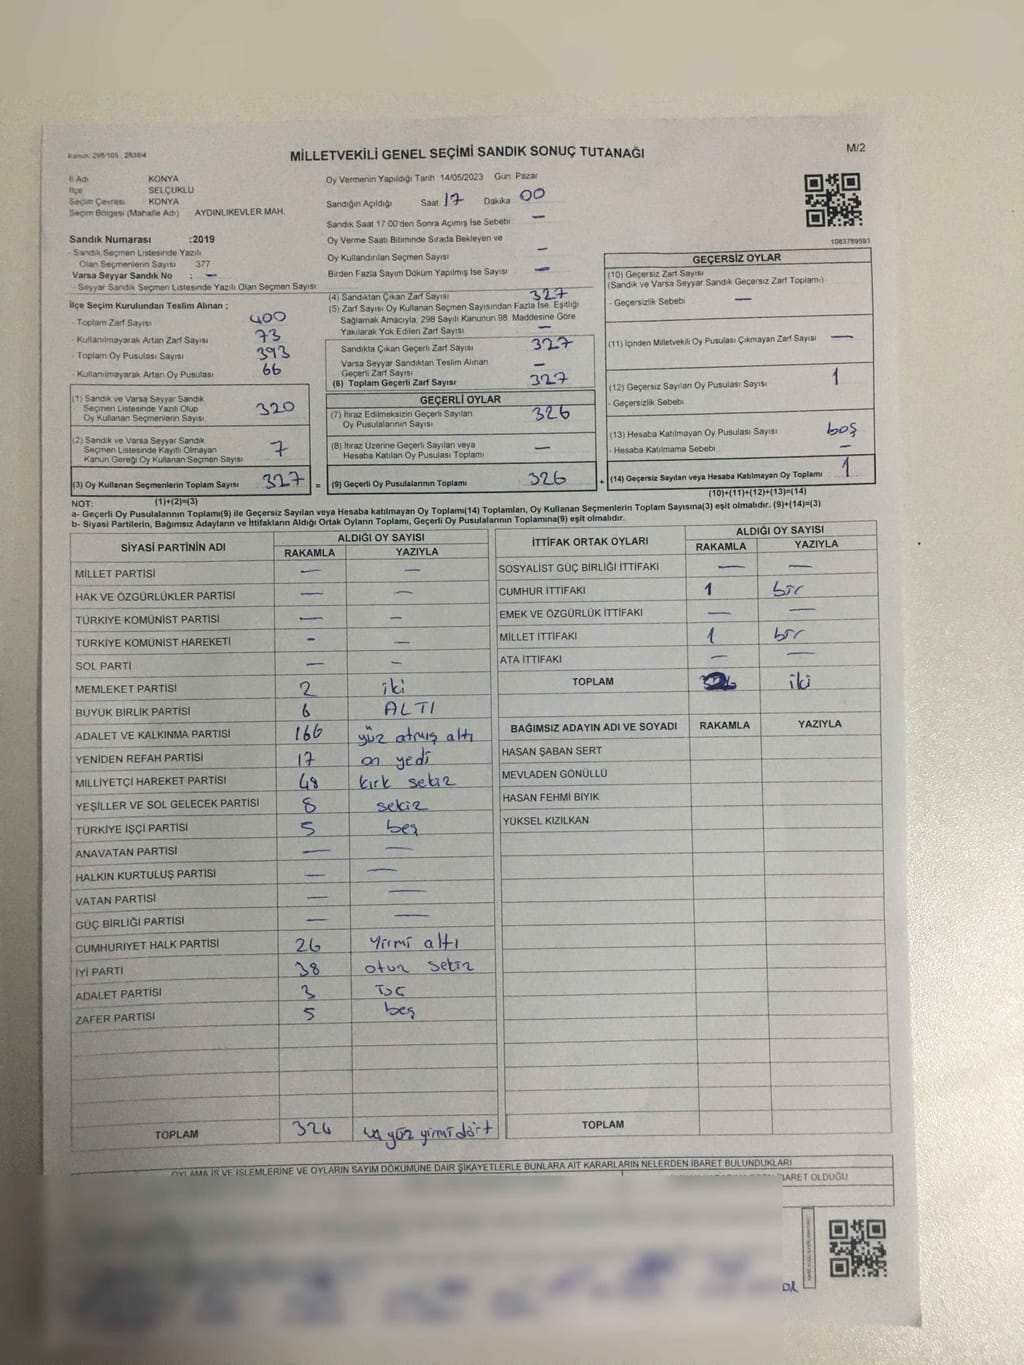 Kanun: 298/105 2839/4
MİLLETVEKİLİ GENEL SEÇİMİ SANDIK SONUÇ TUTANAĞI
M/2
İl Adı KONYA
İlçe SELÇUKLU
Seçim Çevresi KONYA
Seçim Bölgesi (Mahalle Adı) AYDINLIKEVLER MAH.
Sandık Numarası :2019
- Sandık Seçmen Listesinde Yazılı
Olan Seçmenlerin Sayısı 377
Varsa Seyyar Sandık No : —
- Seyyar Sandık Seçmen Listesinde Yazılı Olan Seçmen Sayısı:
Oy Vermenin Yapıldığı Tarih 14/05/2023 Gün: Pazar
Sandığın Açıldığı Saat 17 Dakika 00
Sandık Saat 17:00'den Sonra Açılmış İse Sebebi —
Oy Verme Saati Bitiminde Sırada Bekleyen ve
Oy Kullandırılan Seçmen Sayısı —
Birden Fazla Sayım Döküm Yapılmış İse Sayısı —
1083789593
İlçe Seçim Kurulundan Teslim Alınan ;
- Toplam Zarf Sayısı 400
- Kullanılmayarak Artan Zarf Sayısı 73
- Toplam Oy Pusulası Sayısı 393
- Kullanılmayarak Artan Oy Pusulası 66
(1) Sandık ve Varsa Seyyar Sandık
Seçmen Listesinde Yazılı Olup
Oy Kullanan Seçmenlerin Sayısı 320
(2) Sandık ve Varsa Seyyar Sandık
Seçmen Listesinde Kayıtlı Olmayan
Kanun Gereği Oy Kullanan Seçmen Sayısı 7
(3) Oy Kullanan Seçmenlerin Toplam Sayısı 327 =
(1)+(2)=(3)
(4) Sandıktan Çıkan Zarf Sayısı 327
(5) Zarf Sayısı Oy Kullanan Seçmen Sayısından Fazla İse, Eşitliği
Sağlamak Amacıyla; 298 Sayılı Kanunun 98. Maddesine Göre
Yakılarak Yok Edilen Zarf Sayısı —
Sandıkta Çıkan Geçerli Zarf Sayısı 327
Varsa Seyyar Sandıktan Teslim Alınan
Geçerli Zarf Sayısı —
(6) Toplam Geçerli Zarf Sayısı 327
GEÇERLİ OYLAR
(7) İtiraz Edilmeksizin Geçerli Sayılan
Oy Pusulalarının Sayısı 326
(8) İtiraz Üzerine Geçerli Sayılan veya
Hesaba Katılan Oy Pusulası Toplamı —
(9) Geçerli Oy Pusulalarının Toplamı 326 +
GEÇERSİZ OYLAR
(10) Geçersiz Zarf Sayısı
(Sandık ve Varsa Seyyar Sandık Geçersiz Zarf Toplamı)
- Geçersizlik Sebebi —
(11) İçinden Milletvekili Oy Pusulası Çıkmayan Zarf Sayısı —
(12) Geçersiz Sayılan Oy Pusulası Sayısı 1
- Geçersizlik Sebebi
(13) Hesaba Katılmayan Oy Pusulası Sayısı boş
- Hesaba Katılmama Sebebi —
(14) Geçersiz Sayılan veya Hesaba Katılmayan Oy Toplamı 1
(10)+(11)+(12)+(13)=(14)
NOT:
a- Geçerli Oy Pusulalarının Toplamı(9) ile Geçersiz Sayılan veya Hesaba katılmayan Oy Toplamı(14) Toplamları, Oy Kullanan Seçmenlerin Toplam Sayısına(3) eşit olmalıdır. (9)+(14)=(3)
b- Siyasi Partilerin, Bağımsız Adayların ve İttifakların Aldığı Ortak Oyların Toplamı, Geçerli Oy Pusulalarının Toplamına(9) eşit olmalıdır.
SİYASİ PARTİNİN ADI ALDIĞI OY SAYISI
RAKAMLA YAZIYLA
MİLLET PARTİSİ — —
HAK VE ÖZGÜRLÜKLER PARTİSİ — —
TÜRKİYE KOMÜNİST PARTİSİ — —
TÜRKİYE KOMÜNİST HAREKETİ - —
SOL PARTİ — —
MEMLEKET PARTİSİ 2 iki
BÜYÜK BİRLİK PARTİSİ 6 ALTI
ADALET VE KALKINMA PARTİSİ 166 yüz atmış altı
YENİDEN REFAH PARTİSİ 17 on yedi
MİLLİYETÇİ HAREKET PARTİSİ 48 kırk sekiz
YEŞİLLER VE SOL GELECEK PARTİSİ 8 sekiz
TÜRKİYE İŞÇİ PARTİSİ 5 beş
ANAVATAN PARTİSİ — —
HALKIN KURTULUŞ PARTİSİ — —
VATAN PARTİSİ — —
GÜÇ BİRLİĞİ PARTİSİ — —
CUMHURİYET HALK PARTİSİ 26 Yirmi altı
İYİ PARTİ 38 otuz sekiz
ADALET PARTİSİ 3 üç
ZAFER PARTİSİ 5 beş
TOPLAM 324 yüz yirmi dört
İTTİFAK ORTAK OYLARI ALDIĞI OY SAYISI
RAKAMLA YAZIYLA
SOSYALİST GÜÇ BİRLİĞİ İTTİFAKI — —
CUMHUR İTTİFAKI 1 bir
EMEK VE ÖZGÜRLÜK İTTİFAKI — —
MİLLET İTTİFAKI 1 bir
ATA İTTİFAKI — —
TOPLAM iki
BAĞIMSIZ ADAYIN ADI VE SOYADI RAKAMLA YAZIYLA
HASAN ŞABAN SERT
MEVLADEN GÖNÜLLÜ
HASAN FEHMİ BIYIK
YÜKSEL KIZILKAN
TOPLAM
OYLAMA İŞ VE İŞLEMLERİNE VE OYLARIN SAYIM DÖKÜMÜNE DAİR ŞİKAYETLERLE BUNLARA AİT KARARLARIN NELERDEN İBARET BULUNDUKLARI
İBARET OLDUĞU